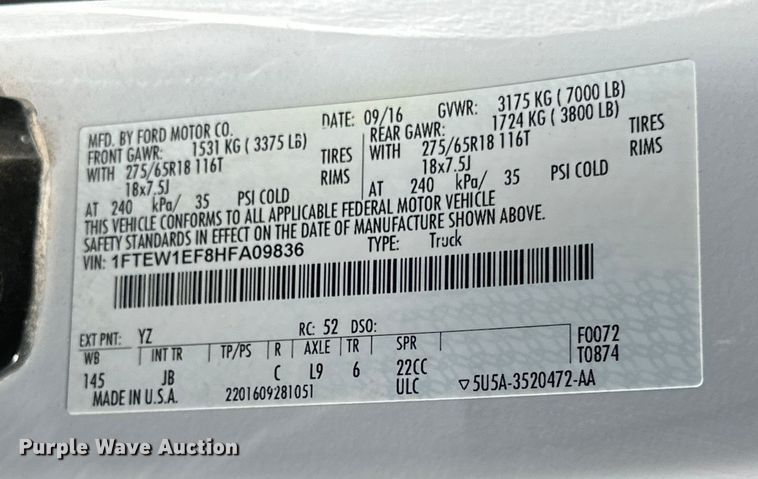 MFD. BY FORD MOTOR CO.
DATE: 09/16 GVWR: 3175 KG ( 7000 LB)
FRONT GAWR: 1531 KG ( 3375 LB) REAR GAWR: 1724 KG ( 3800 LB)
WITH 275/65R18 116T TIRES WITH 275/65R18 116T TIRES
18x7.5J RIMS 18x7.5J RIMS
AT 240 kPa/ 35 PSI COLD AT 240 kPa/ 35 PSI COLD
THIS VEHICLE CONFORMS TO ALL APPLICABLE FEDERAL MOTOR VEHICLE
SAFETY STANDARDS IN EFFECT ON THE DATE OF MANUFACTURE SHOWN ABOVE.
VIN: 1FTEW1EF8HFA09836 TYPE: Truck
EXT PNT: YZ RC: 52 DSO: F0072
WB INT TR TP/PS R AXLE TR SPR T0874
145 JB C L9 6 22CC
MADE IN U.S.A. 2201609281051 ULC ▽5U5A-3520472-AA
Purple Wave Auction